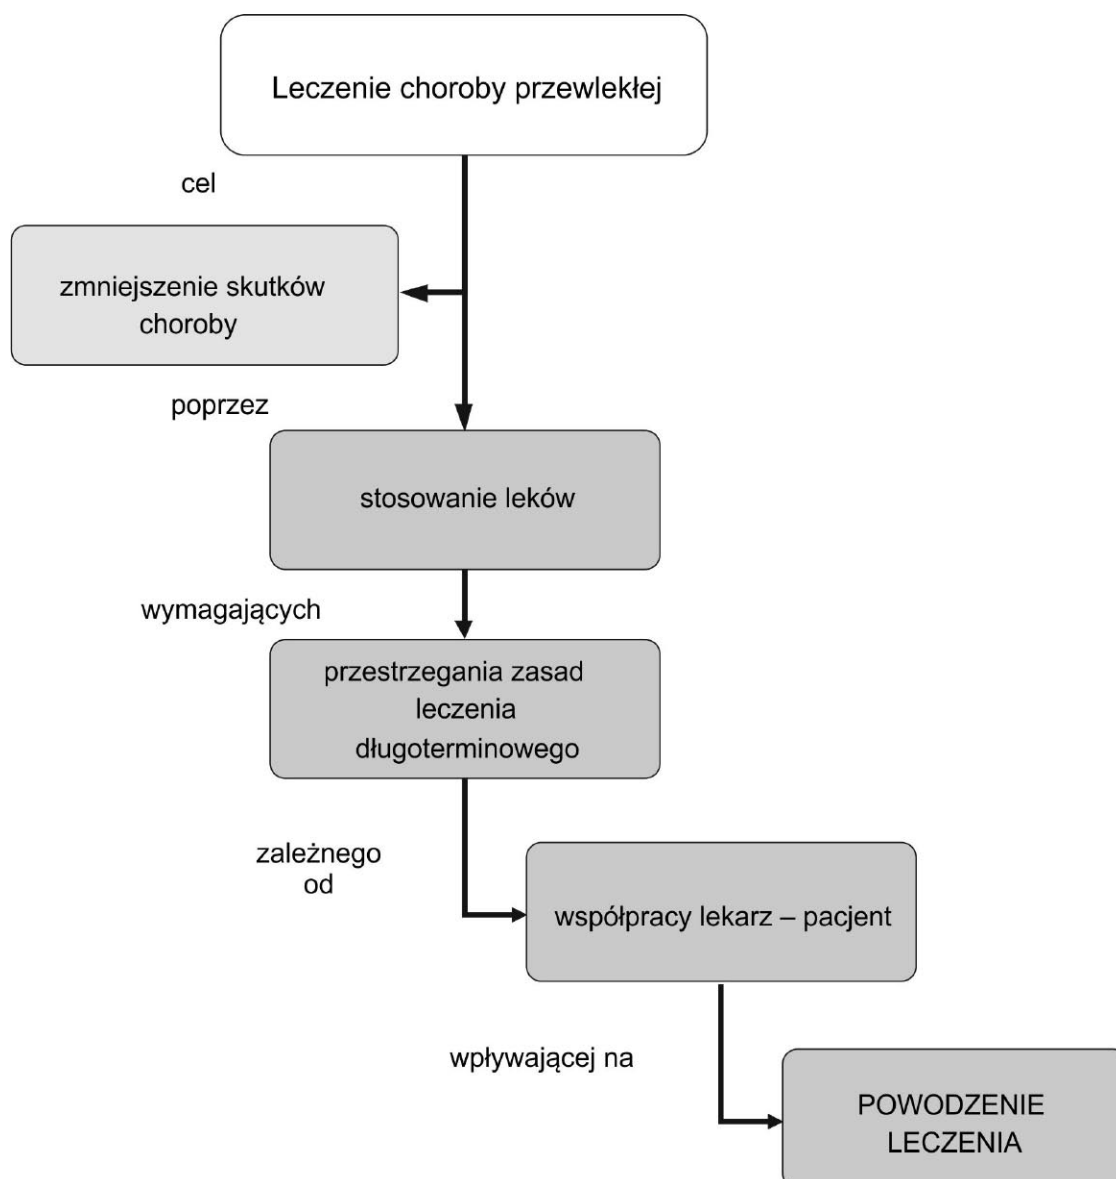 Leczenie choroby przewlekłej
cel
zmniejszenie skutków
choroby
poprzez
stosowanie leków
wymagających
przestrzegania zasad
leczenia
długoterminowego
zależnego
od
współpracy lekarz – pacjent
wpływającej na
POWODZENIE
LECZENIA